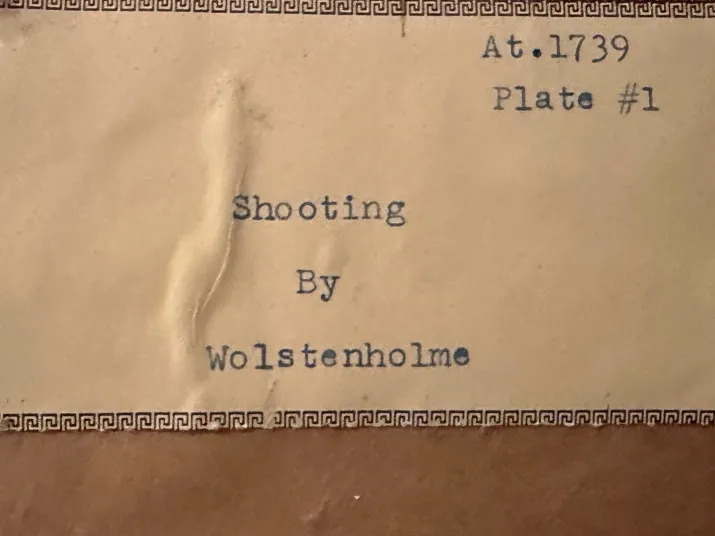 At.1739
Plate #1
Shooting
By
Wolstenholme